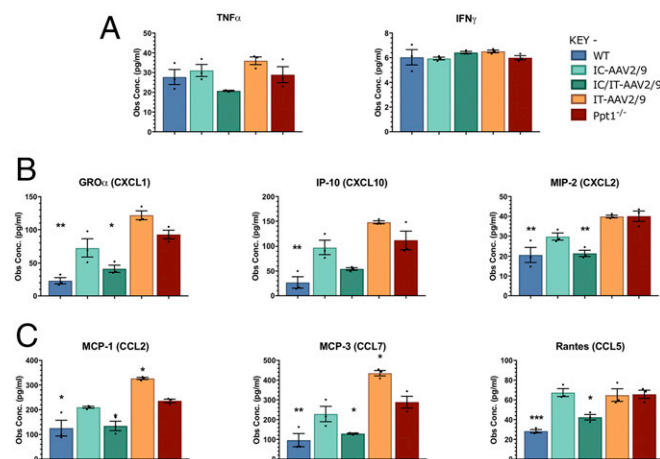 A
TNFα
IFNγ
Obs Conc. (pg/ml)
50
40
30
20
10
0
Obs Conc. (pg/ml)
10
8
6
4
2
0
KEY -
WT
IC-AAV2/9
IC/IT-AAV2/9
IT-AAV2/9
Ppt1-/-
B
GROα (CXCL1)
IP-10 (CXCL10)
MIP-2 (CXCL2)
Obs Conc. (pg/ml)
150
100
50
0
** *
Obs Conc. (pg/ml)
200
150
100
50
0
**
Obs Conc. (pg/ml)
50
40
30
20
10
0
** **
C
MCP-1 (CCL2)
MCP-3 (CCL7)
Rantes (CCL5)
Obs Conc. (pg/ml)
400
300
200
100
0
* * *
Obs Conc. (pg/ml)
500
400
300
200
100
0
** * *
Obs Conc. (pg/ml)
100
80
60
40
20
0
*** *